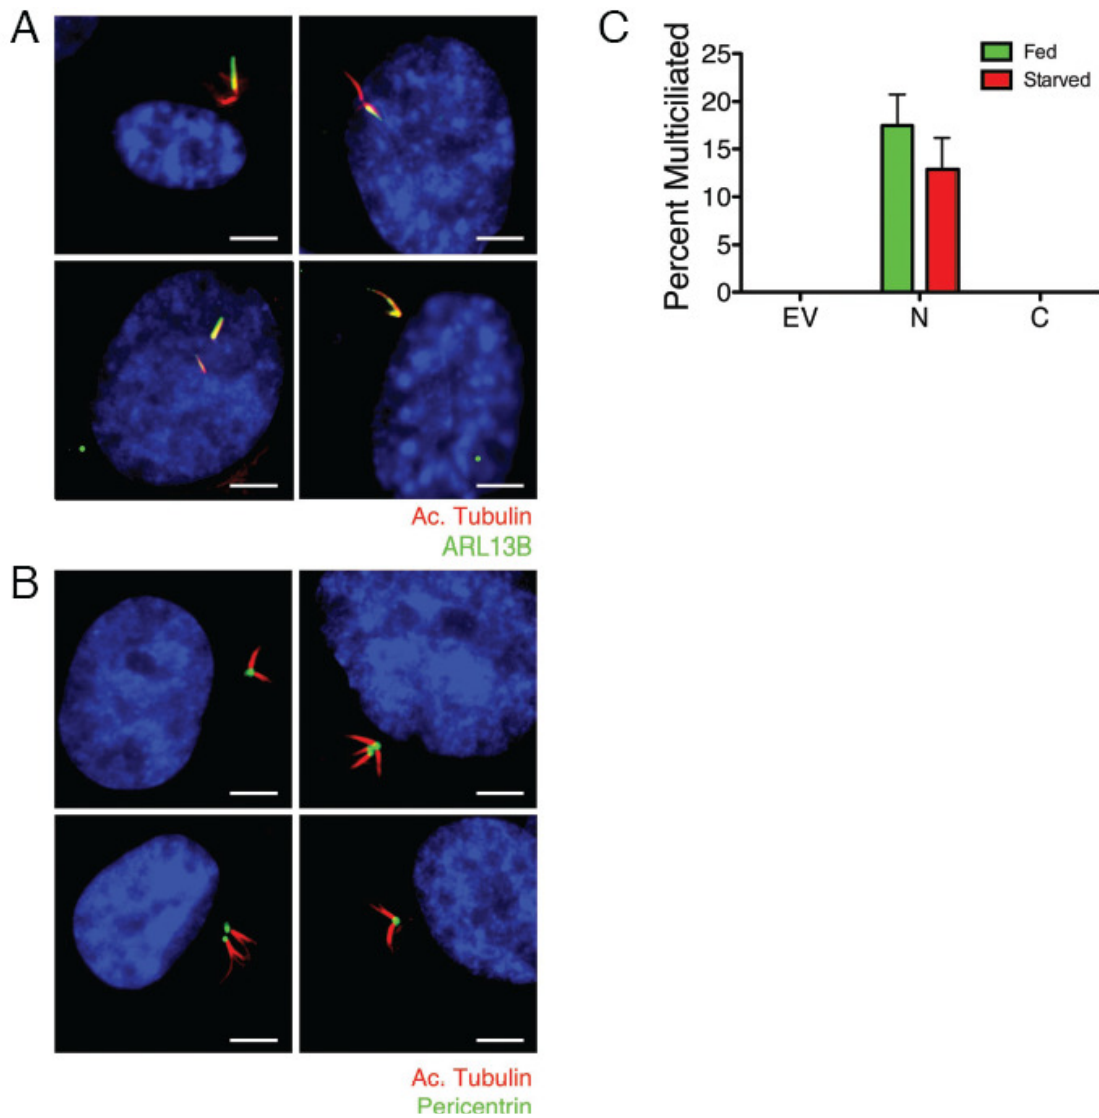 A
Ac. Tubulin
ARL13B
B
Ac. Tubulin
Pericentrin
C
Percent Multiciliated
25
20
15
10
5
0
EV
N
C
Fed
Starved